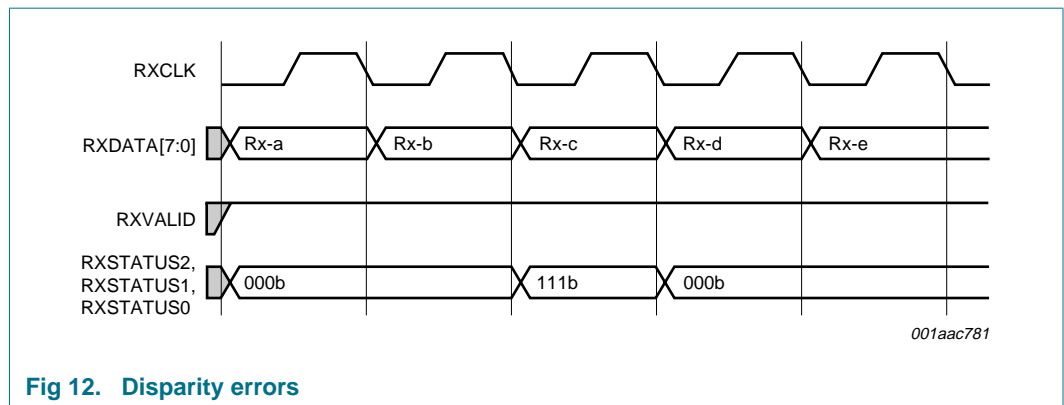 RXCLK
RXDATA[7:0]
Rx-a
Rx-b
Rx-c
Rx-d
Rx-e
RXVALID
RXSTATUS2,
RXSTATUS1,
RXSTATUS0
000b
111b
000b
001aac781
Fig 12. Disparity errors